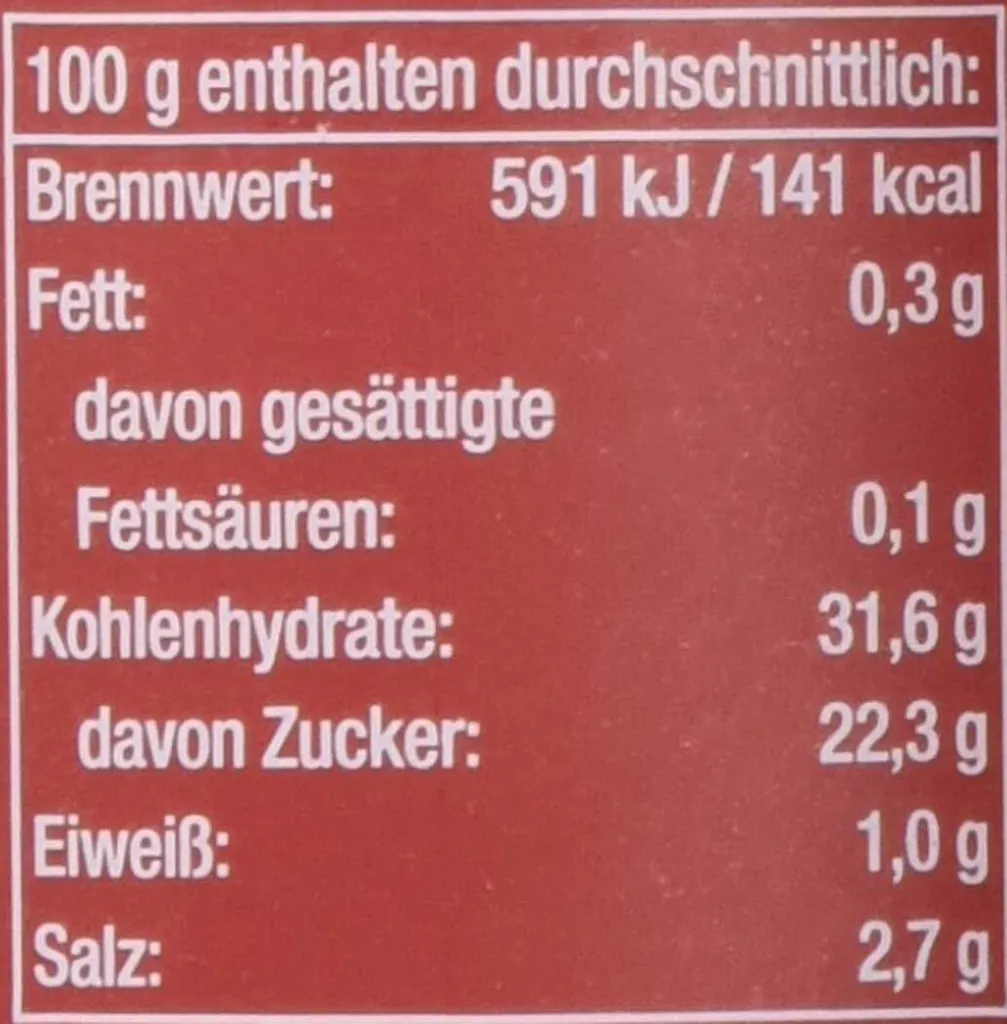 100 g enthalten durchschnittlich:
Brennwert: 591 kJ / 141 kcal
Fett: 0,3 g
davon gesättigte
Fettsäuren: 0,1 g
Kohlenhydrate: 31,6 g
davon Zucker: 22,3 g
Eiweiß: 1,0 g
Salz: 2,7 g